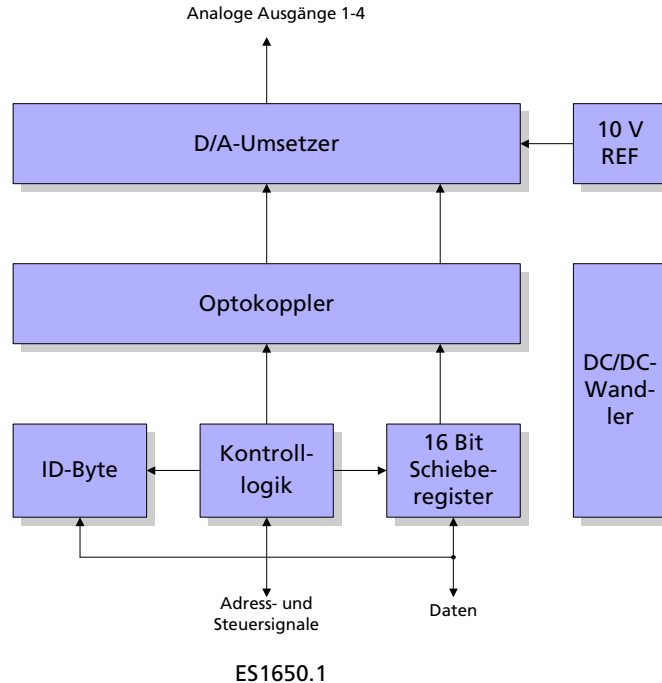 Analoge Ausgänge 1-4
D/A-Umsetzer
10 V
REF
Optokoppler
DC/DC-
Wand-
ler
ID-Byte
Kontroll-
logik
16 Bit
Schiebe-
register
Adress- und
Steuersignale
Daten
ES1650.1